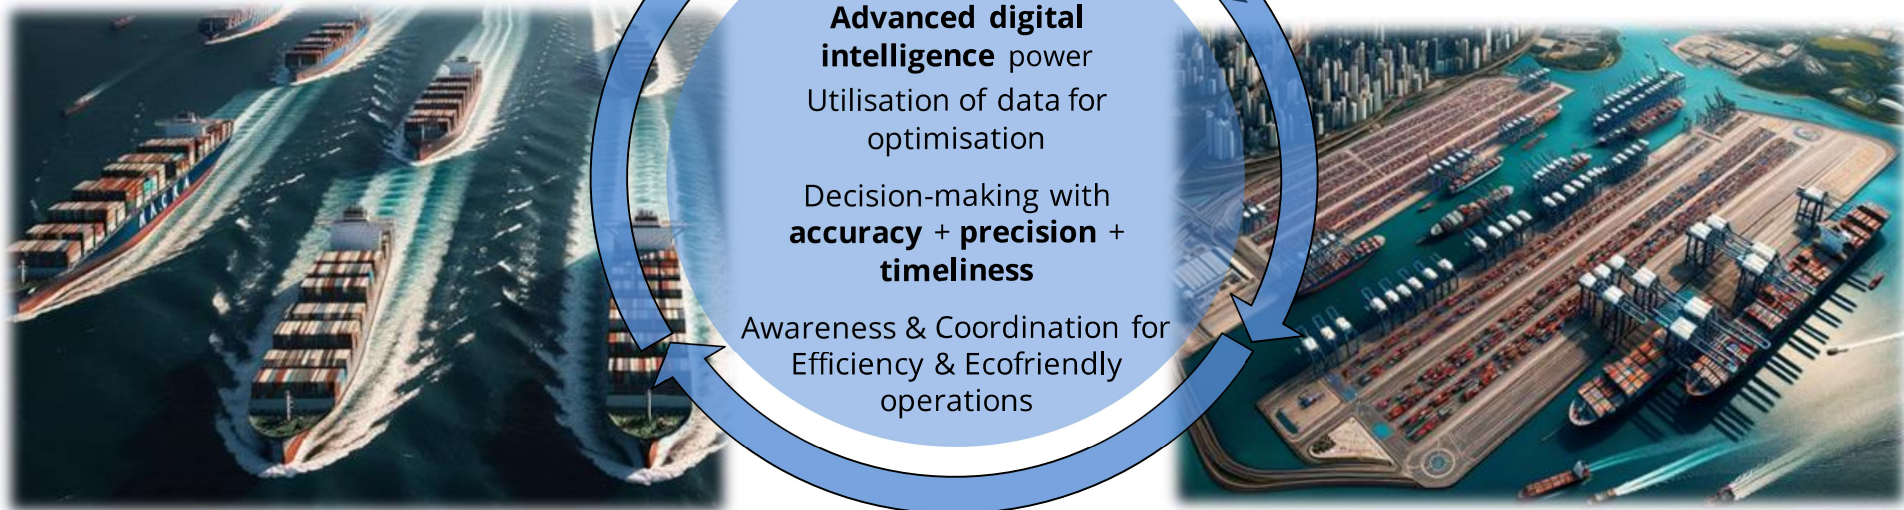 Advanced digital
intelligence power
Utilisation of data for
optimisation
Decision-making with
accuracy + precision +
timeliness
Awareness & Coordination for
Efficiency & Ecofriendly
operations